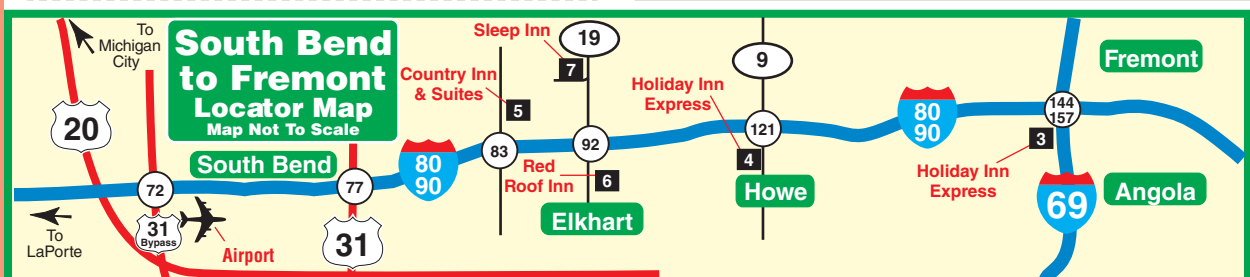 To
Michigan
City
20
South Bend
to Fremont
Locator Map
Map Not To Scale
South Bend
72
31
Bypass
To
LaPorte
Airport
77
31
80
90
Country Inn
& Suites
5
83
Sleep Inn
7
19
92
Red
Roof Inn
6
Elkhart
Holiday Inn
Express
9
121
4
Howe
80
90
Fremont
144
157
3
Holiday Inn
Express
69
Angola